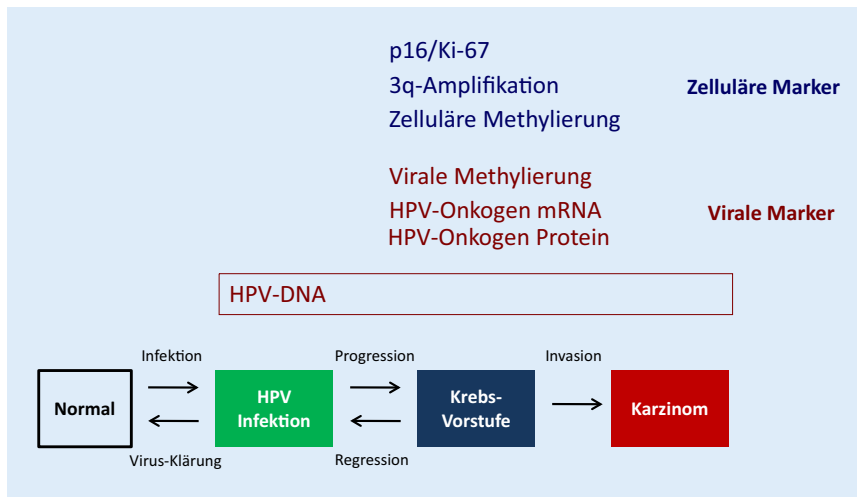 p16/Ki-67
3q-Amplifikation
Zelluläre Marker
Zelluläre Methylierung
Virale Methylierung
HPV-Onkogen mRNA
Virale Marker
HPV-Onkogen Protein
HPV-DNA
Infektion
Progression
Invasion
Normal
HPV
Infektion
Krebs-
Vorstufe
Karzinom
Virus-Klärung
Regression